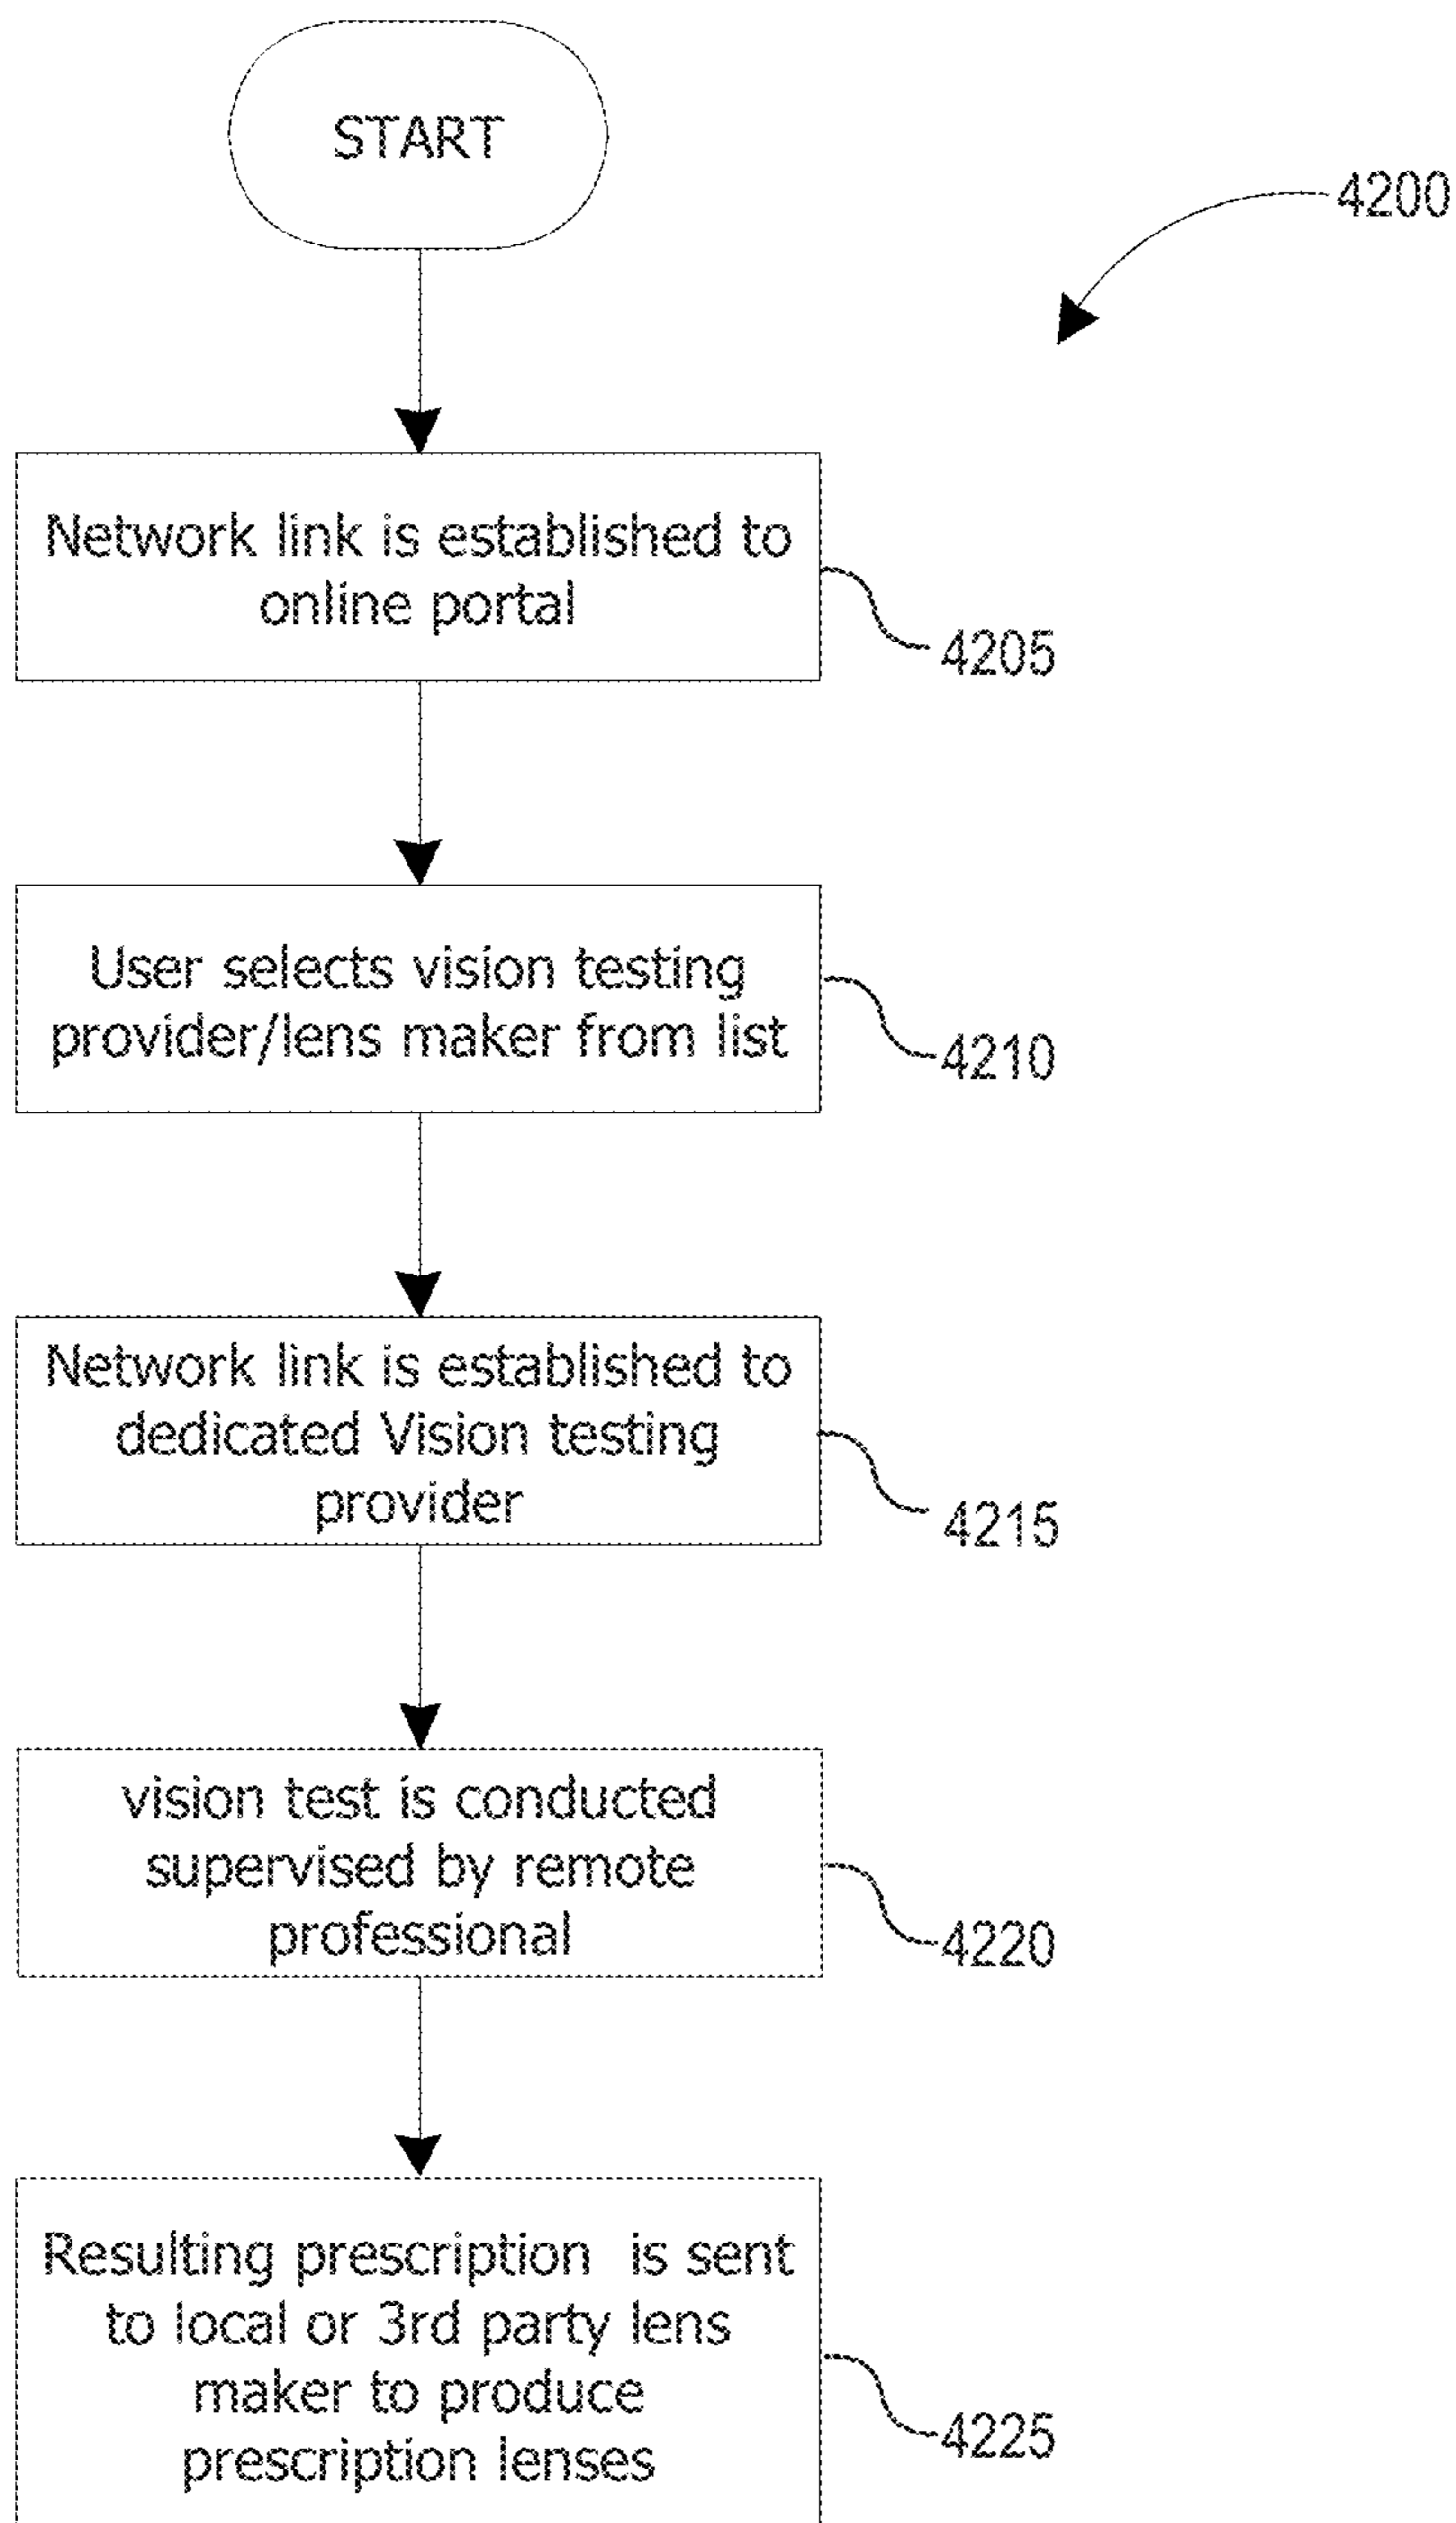 START
4200
Network link is established to
online portal
4205
User selects vision testing
provider/lens maker from list
4210
Network link is established to
dedicated Vision testing
provider
4215
vision test is conducted
supervised by remote
professional
4220
Resulting prescription is sent
to local or 3rd party lens
maker to produce
prescription lenses
4225